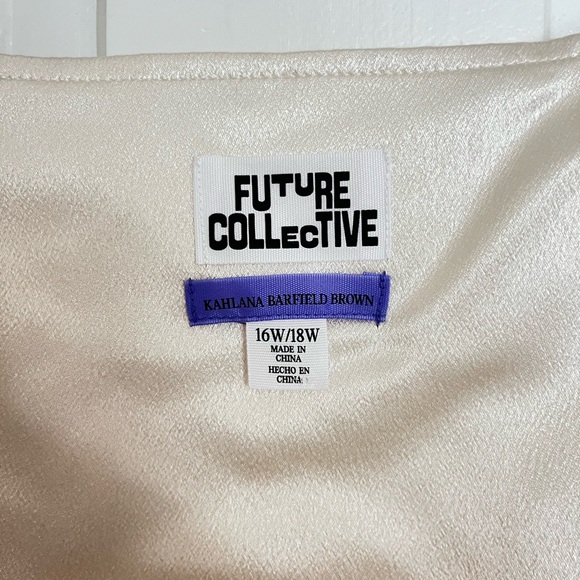 FUTURE
COLLECTIVE
KAHLANA BARFIELD BROWN
16W/18W
MADE IN
CHINA
HECHO EN
CHINA